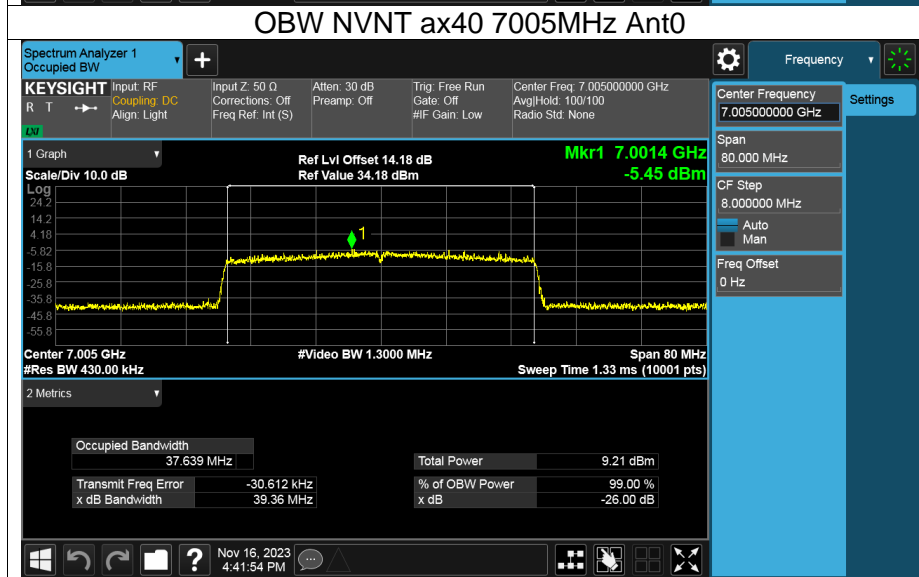 OBW NVNT ax40 7005MHz Ant0
Spectrum Analyzer 1
Occupied BW
+
Frequency
KEYSIGHT
R T
LXI
Input: RF
Coupling: DC
Align: Light
Input Z: 50 Ω
Corrections: Off
Freq Ref: Int (S)
Atten: 30 dB
Preamp: Off
Trig: Free Run
Gate: Off
#IF Gain: Low
Center Freq: 7.005000000 GHz
Avg|Hold: 100/100
Radio Std: None
Center Frequency
7.005000000 GHz
Settings
Span
80.000 MHz
CF Step
8.000000 MHz
Auto
Man
Freq Offset
0 Hz
1 Graph
Scale/Div 10.0 dB
Ref Lvl Offset 14.18 dB
Ref Value 34.18 dBm
Mkr1 7.0014 GHz
-5.45 dBm
Log
24.2
14.2
4.18
-5.82
-15.8
-25.8
-35.8
-45.8
-55.8
1
Center 7.005 GHz
#Res BW 430.00 kHz
#Video BW 1.3000 MHz
Span 80 MHz
Sweep Time 1.33 ms (10001 pts)
2 Metrics
Occupied Bandwidth
37.639 MHz
Transmit Freq Error -30.612 kHz
x dB Bandwidth 39.36 MHz
Total Power 9.21 dBm
% of OBW Power 99.00 %
x dB -26.00 dB
?
Nov 16, 2023
4:41:54 PM